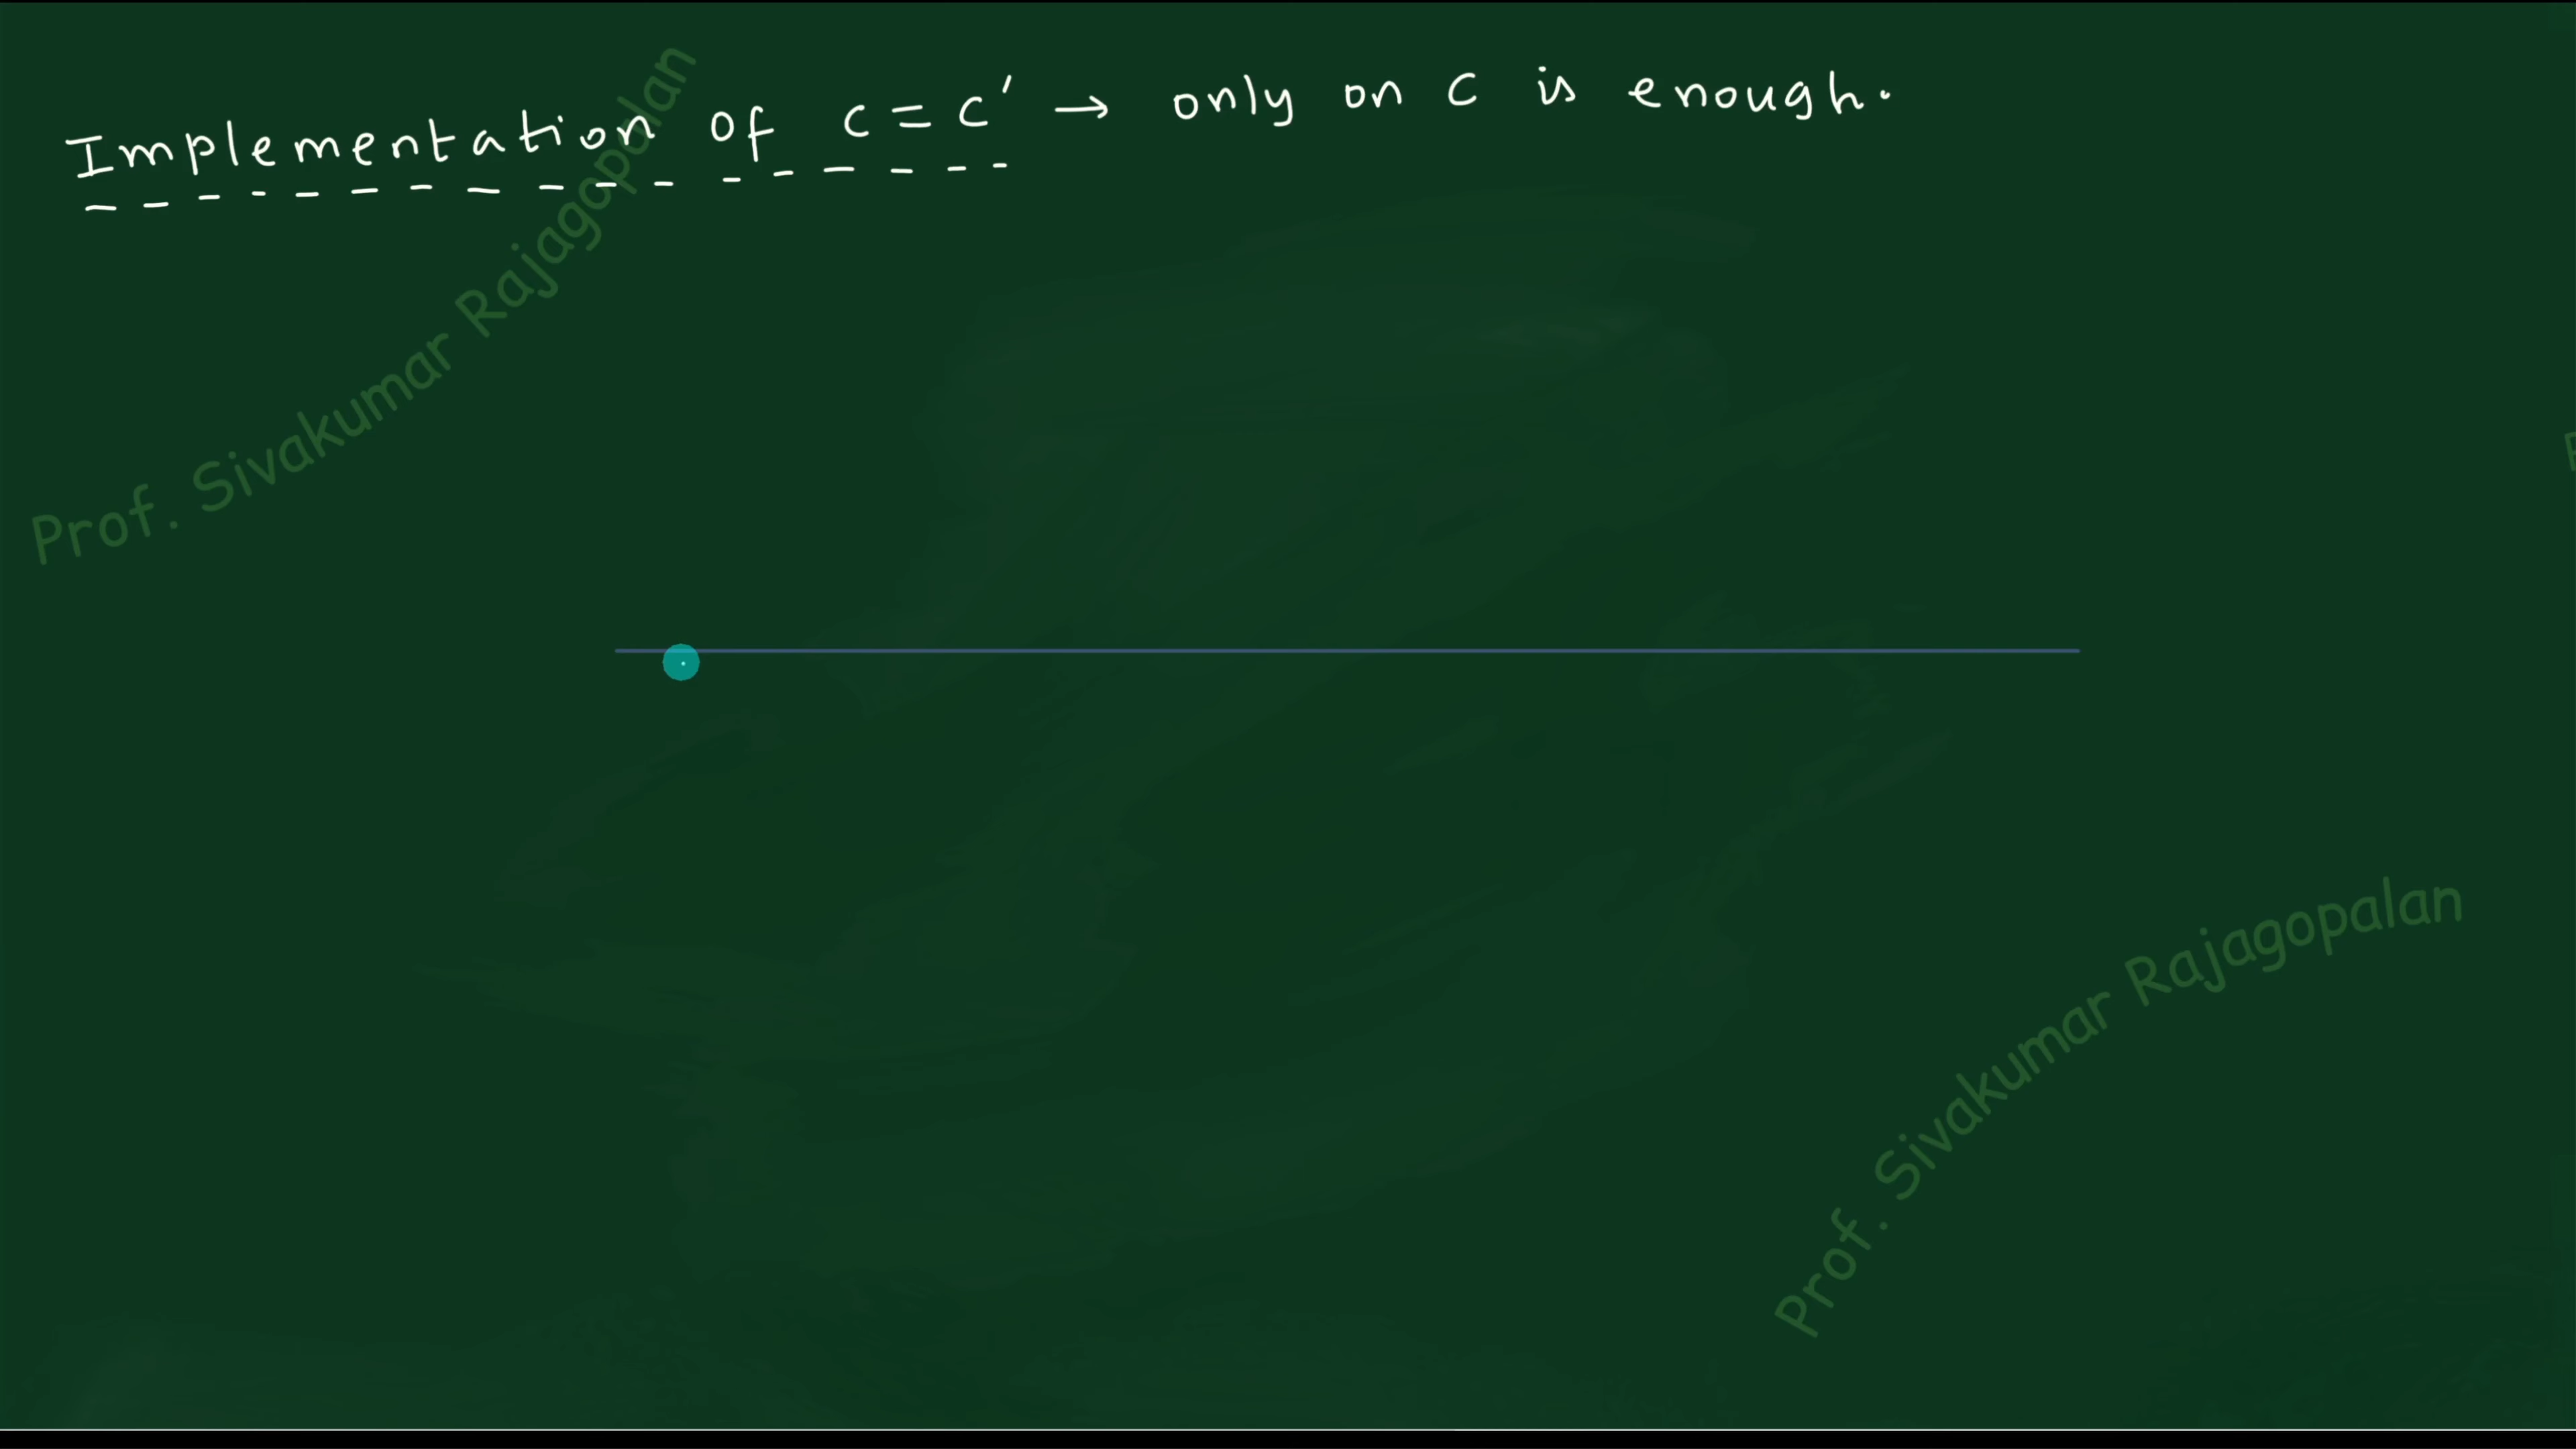 Implementation of c = c' → only on c is enough.
Prof. Sivakumar Rajagopalan
Prof. Sivakumar Rajagopalan